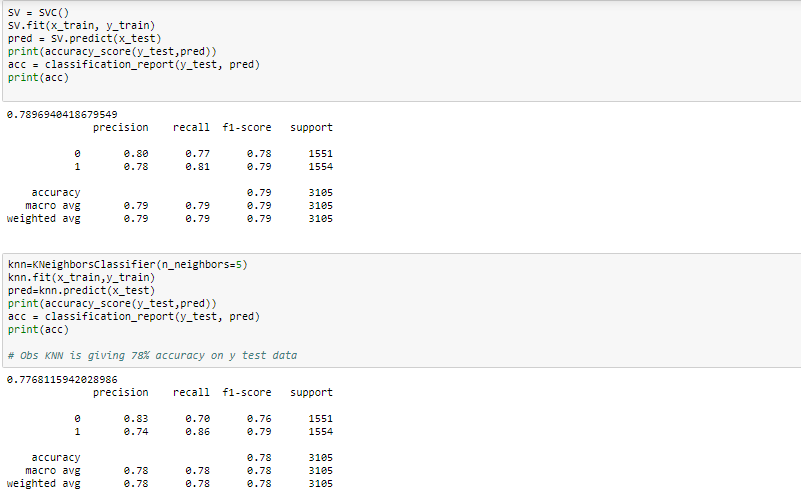 SV = SVC()
SV.fit(x_train, y_train)
pred = SV.predict(x_test)
print(accuracy_score(y_test,pred))
acc = classification_report(y_test, pred)
print(acc)
0.7896940418679549
precision recall f1-score support
0 0.80 0.77 0.78 1551
1 0.78 0.81 0.79 1554
accuracy 0.79 3105
macro avg 0.79 0.79 0.79 3105
weighted avg 0.79 0.79 0.79 3105
knn=KNeighborsClassifier(n_neighbors=5)
knn.fit(x_train,y_train)
pred=knn.predict(x_test)
print(accuracy_score(y_test,pred))
acc = classification_report(y_test, pred)
print(acc)
# Obs KNN is giving 78% accuracy on y test data
0.7768115942028986
precision recall f1-score support
0 0.83 0.70 0.76 1551
1 0.74 0.86 0.79 1554
accuracy 0.78 3105
macro avg 0.78 0.78 0.78 3105
weighted avg 0.78 0.78 0.78 3105